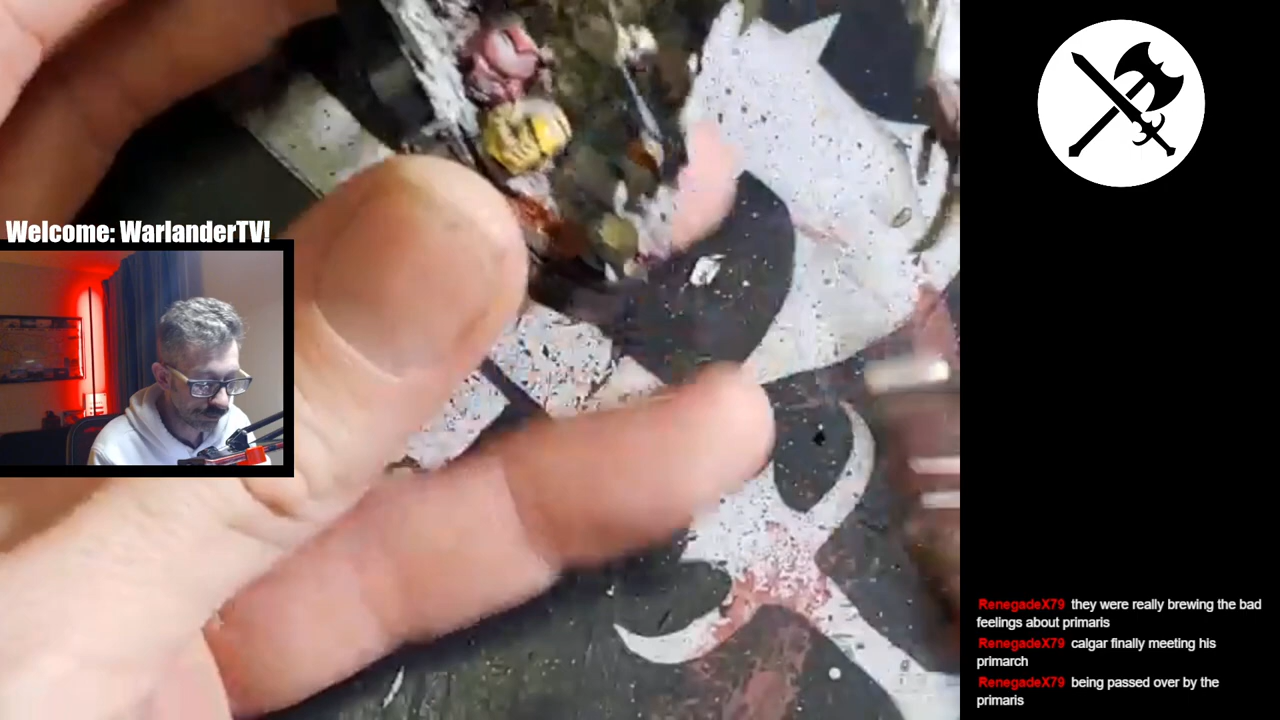 Welcome: WarlanderTV!
RenegadeX79 they were really brewing the bad
feelings about primaris
RenegadeX79 calgar finally meeting his
primarch
RenegadeX79 being passed over by the
primaris